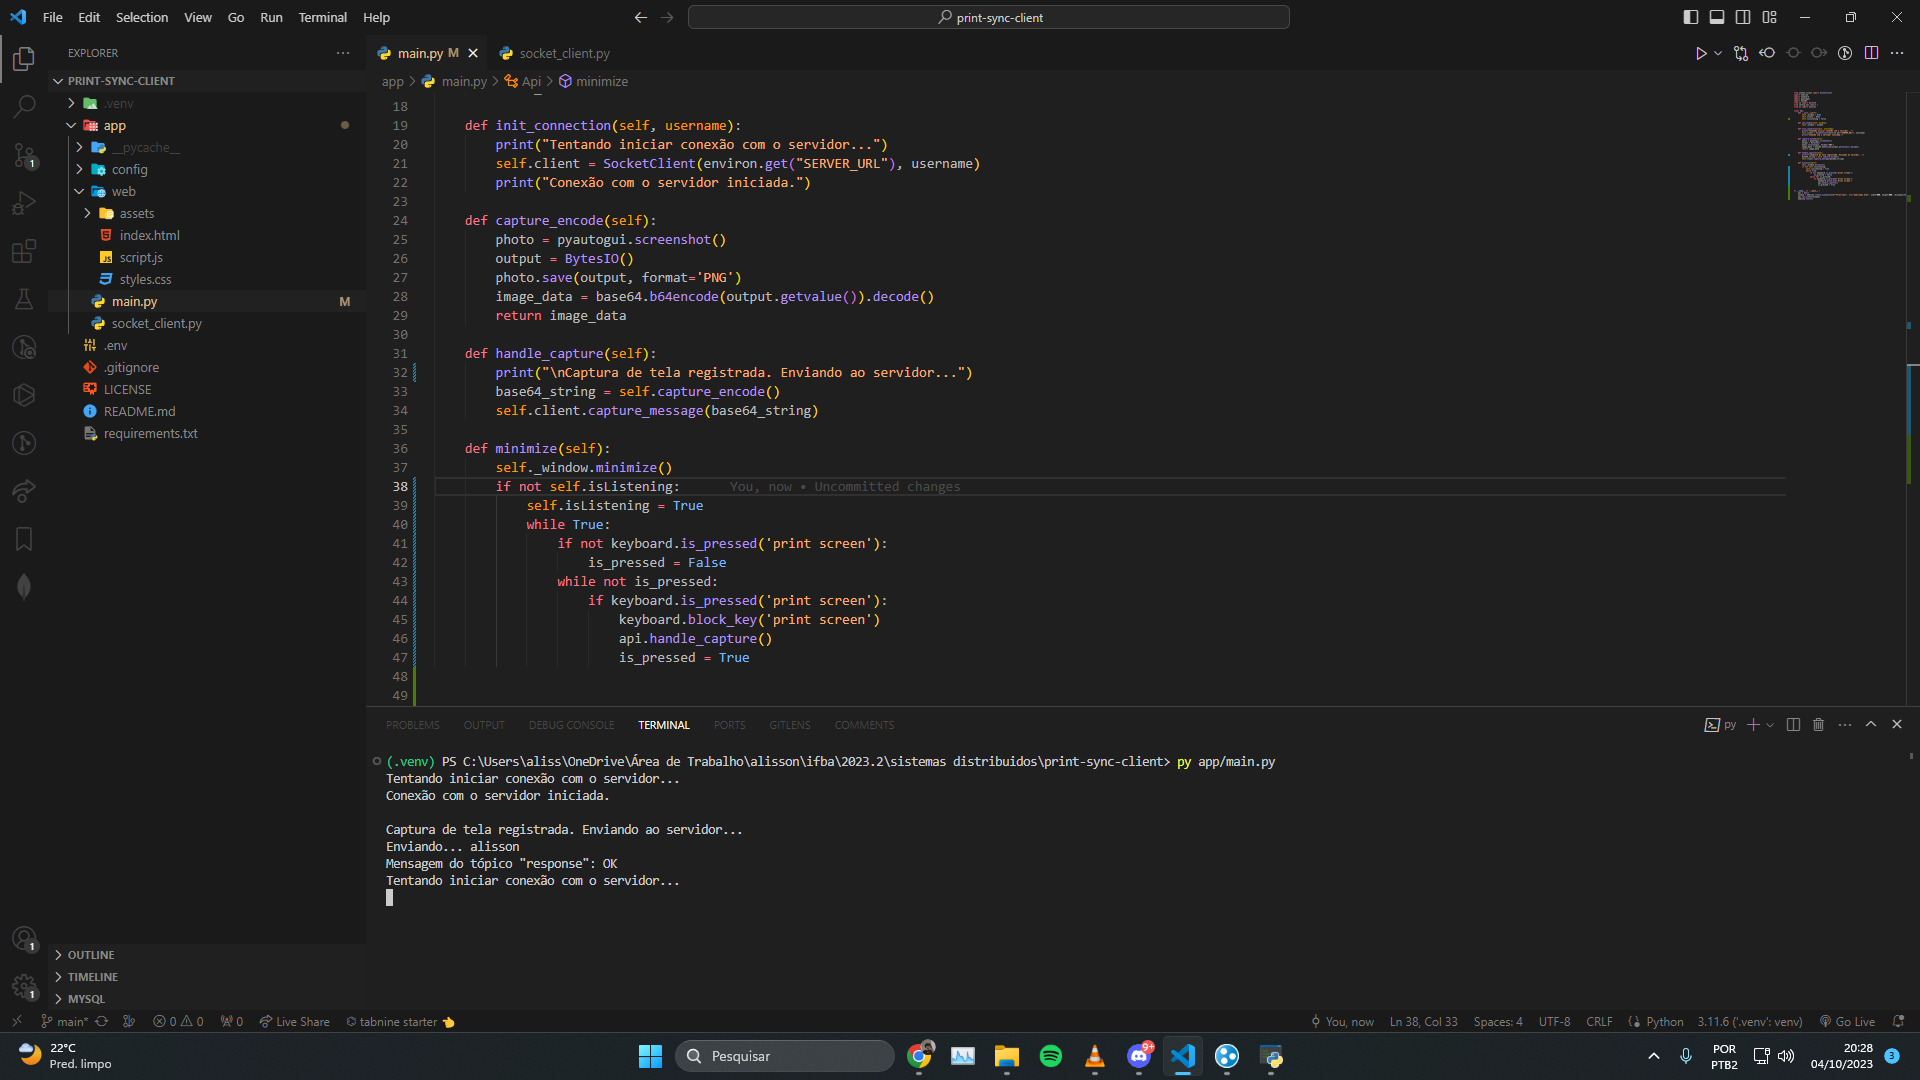 File Edit Selection View Go Run Terminal Help
print-sync-client
EXPLORER
PRINT-SYNC-CLIENT
.venv
app
__pycache__
config
web
assets
index.html
script.js
styles.css
main.py M
socket_client.py
.env
.gitignore
LICENSE
README.md
requirements.txt
OUTLINE
TIMELINE
MYSQL
main.py M
socket_client.py
app > main.py > Api > minimize
18
19 def init_connection(self, username):
20 print("Tentando iniciar conexão com o servidor...")
21 self.client = SocketClient(environ.get("SERVER_URL"), username)
22 print("Conexão com o servidor iniciada.")
23
24 def capture_encode(self):
25 photo = pyautogui.screenshot()
26 output = BytesIO()
27 photo.save(output, format='PNG')
28 image_data = base64.b64encode(output.getvalue()).decode()
29 return image_data
30
31 def handle_capture(self):
32 print("\nCaptura de tela registrada. Enviando ao servidor...")
33 base64_string = self.capture_encode()
34 self.client.capture_message(base64_string)
35
36 def minimize(self):
37 self._window.minimize()
38 if not self.isListening: You, now • Uncommitted changes
39 self.isListening = True
40 while True:
41 if not keyboard.is_pressed('print screen'):
42 is_pressed = False
43 while not is_pressed:
44 if keyboard.is_pressed('print screen'):
45 keyboard.block_key('print screen')
46 api.handle_capture()
47 is_pressed = True
48
49
PROBLEMS OUTPUT DEBUG CONSOLE TERMINAL PORTS GITLENS COMMENTS
py
(.venv) PS C:\Users\aliss\OneDrive\Área de Trabalho\alisson\ifba\2023.2\sistemas distribuidos\print-sync-client> py app/main.py
Tentando iniciar conexão com o servidor...
Conexão com o servidor iniciada.
Captura de tela registrada. Enviando ao servidor...
Enviando... alisson
Mensagem do tópico "response": OK
Tentando iniciar conexão com o servidor...
1
1
1
main* 0 0 0 Live Share tabnine starter
You, now Ln 38, Col 33 Spaces: 4 UTF-8 CRLF Python 3.11.6 ('.venv': venv) Go Live
22°C
Pred. limpo
Pesquisar
9+
POR
PTB2
20:28
04/10/2023
3